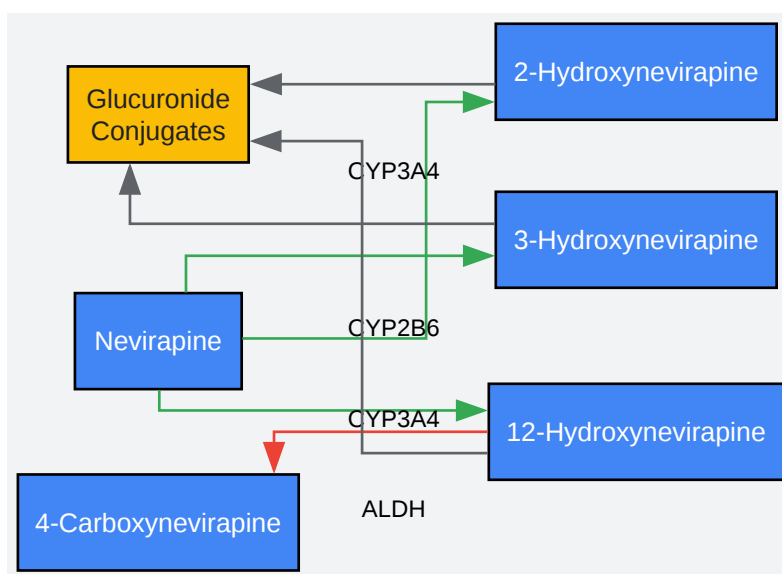 2-Hydroxynevirapine
Glucuronide
Conjugates
CYP3A4
3-Hydroxynevirapine
Nevirapine
CYP2B6
CYP3A4
12-Hydroxynevirapine
4-Carboxynevirapine
ALDH